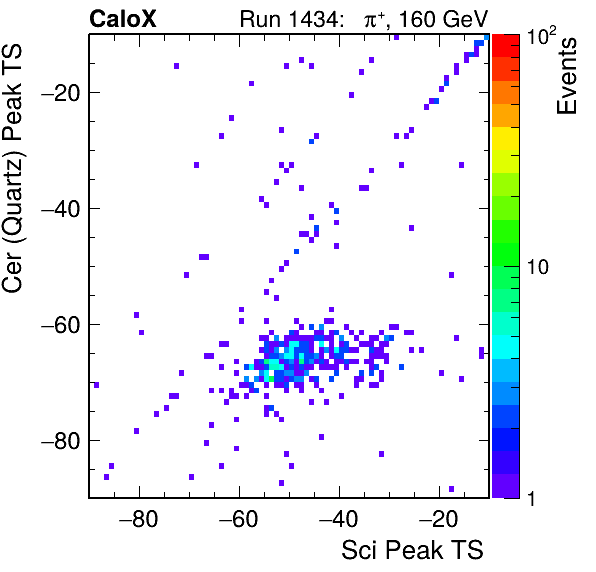 CaloX Run 1434: π⁺, 160 GeV
10²
Events
Cer (Quartz) Peak TS
−20
−40
10
−60
−80
1
−80 −60 −40 −20
Sci Peak TS